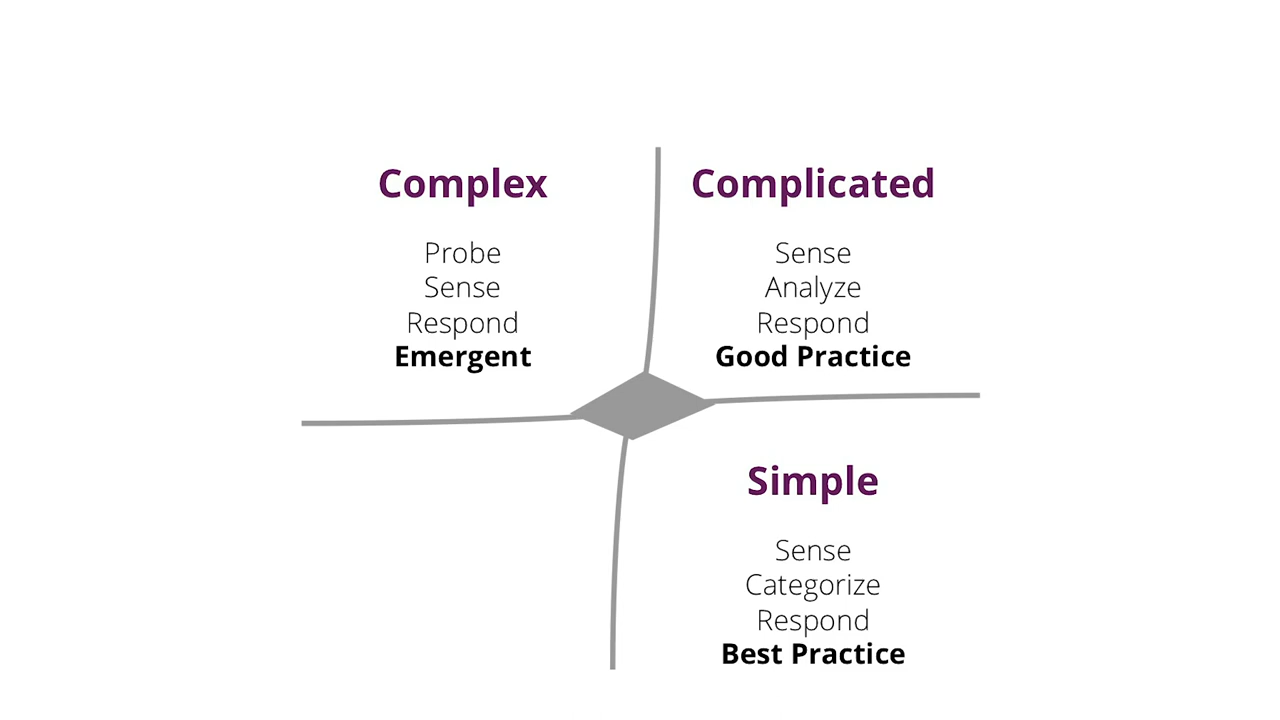 Complex
Probe
Sense
Respond
Emergent
Complicated
Sense
Analyze
Respond
Good Practice
Simple
Sense
Categorize
Respond
Best Practice